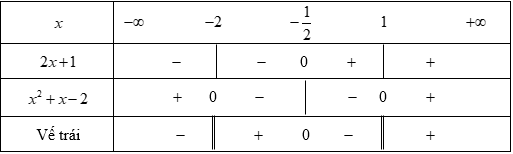 x −∞ −2 −1/2 1 +∞
2x+1 − | − 0 + | +
x²+x−2 + 0 − | − 0 +
Vế trái − || + 0 − || +